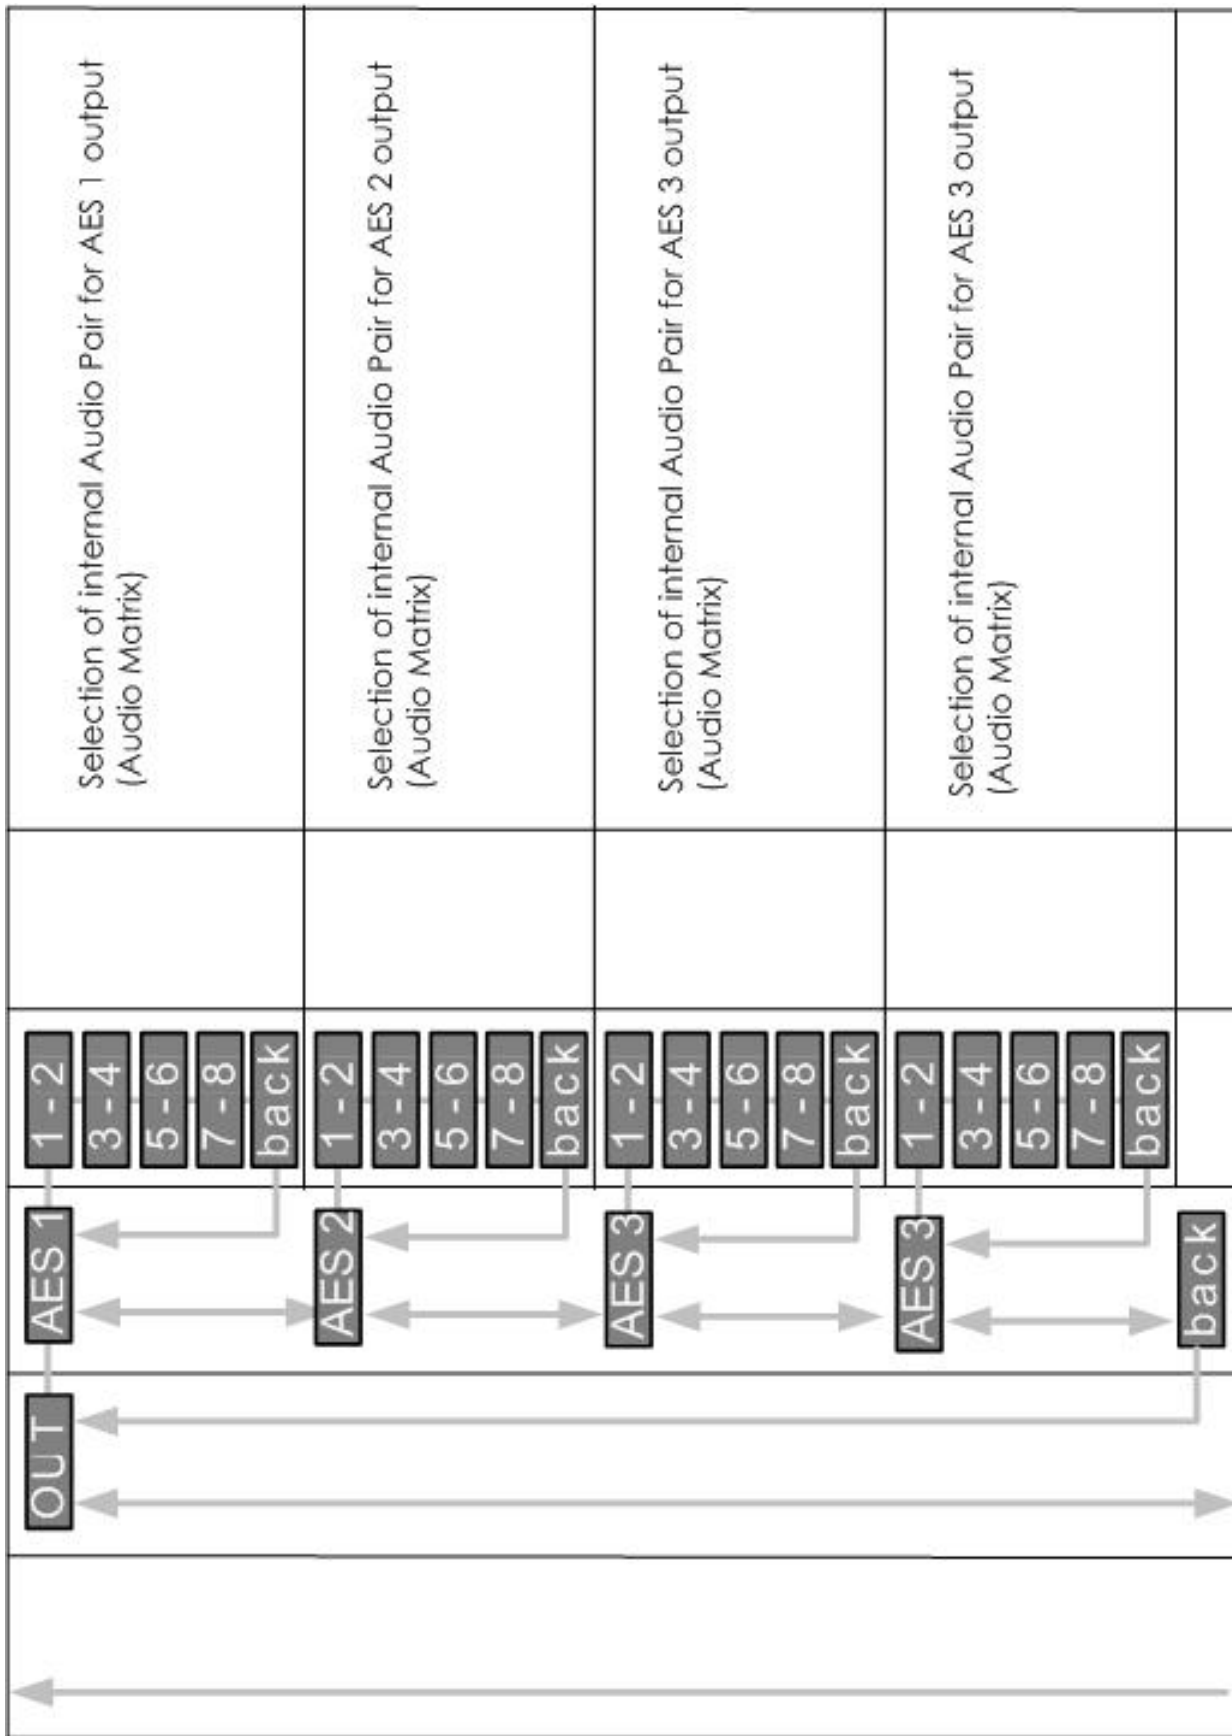 OUT
AES 1
1 - 2
3 - 4
5 - 6
7 - 8
back
Selection of internal Audio Pair for AES 1 output
(Audio Matrix)
AES 2
1 - 2
3 - 4
5 - 6
7 - 8
back
Selection of internal Audio Pair for AES 2 output
(Audio Matrix)
AES 3
1 - 2
3 - 4
5 - 6
7 - 8
back
Selection of internal Audio Pair for AES 3 output
(Audio Matrix)
AES 3
1 - 2
3 - 4
5 - 6
7 - 8
back
Selection of internal Audio Pair for AES 3 output
(Audio Matrix)
back